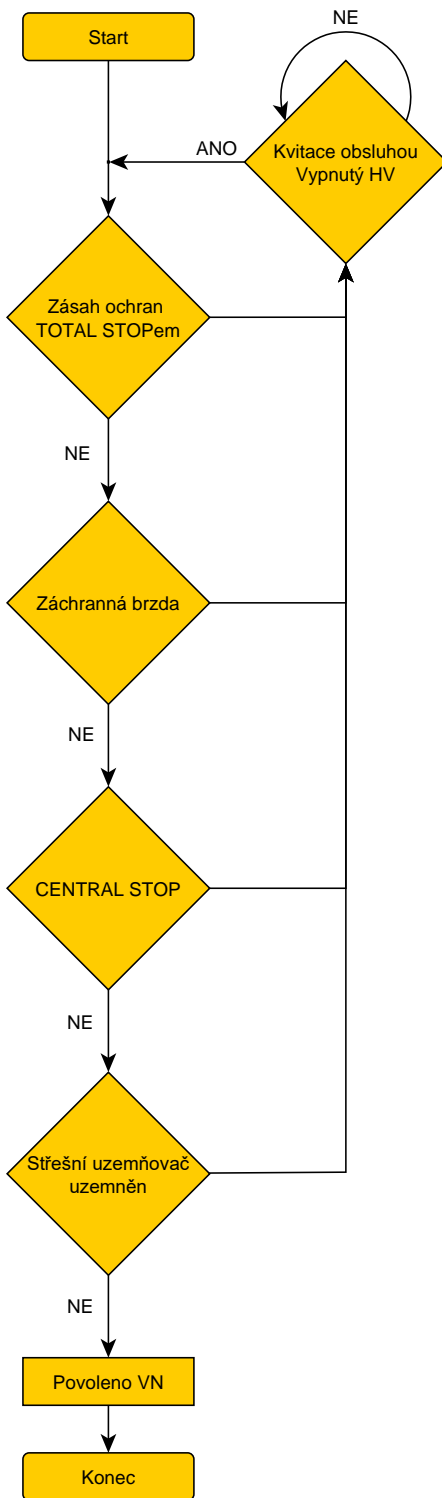 NE
Start
Kvitace obsluhou
Vypnutý HV
ANO
Zásah ochran
TOTAL STOPem
NE
Záchranná brzda
NE
CENTRAL STOP
NE
Střešní uzemňovač
uzemněn
NE
Povoleno VN
Konec